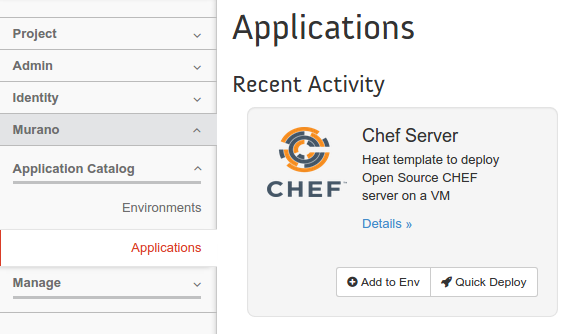 Project
Admin
Identity
Murano
Application Catalog
Environments
Applications
Manage
Applications
Recent Activity
CHEF™
Chef Server
Heat template to deploy
Open Source CHEF
server on a VM
Details »
Add to Env
Quick Deploy